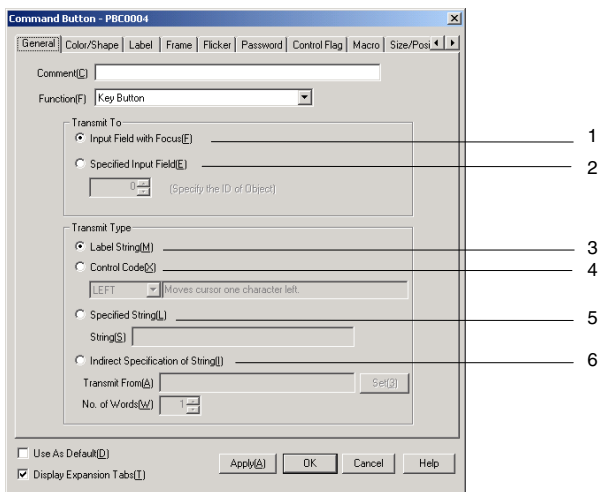 Command Button - PBC0004
General Color/Shape Label Frame Flicker Password Control Flag Macro Size/Posi
Comment(C)
Function(F) Key Button
Transmit To
Input Field with Focus(F) 1
Specified Input Field(E) 2
0 (Specify the ID of Object)
Transmit Type
Label String(M) 3
Control Code(X) 4
LEFT Moves cursor one character left.
Specified String(L) 5
String(S)
Indirect Specification of String(I) 6
Transmit From(A) Set(3)
No. of Words(W) 1
Use As Default(D)
Display Expansion Tabs(T)
Apply(A) OK Cancel Help